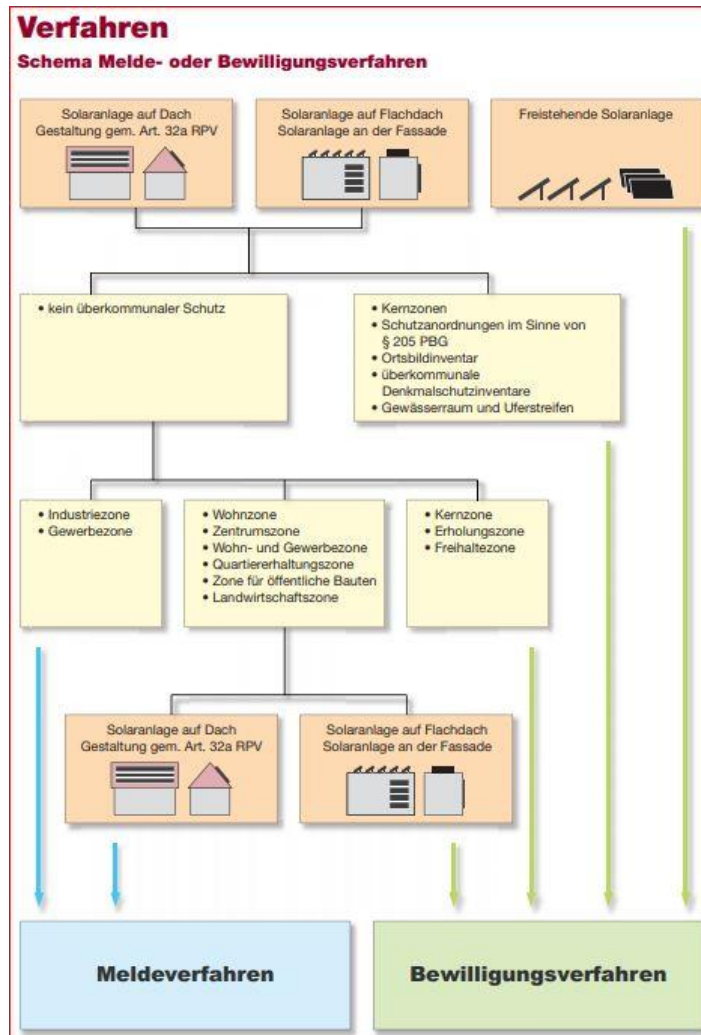 Verfahren
Schema Melde- oder Bewilligungsverfahren
Solaranlage auf Dach
Gestaltung gem. Art. 32a RPV
Solaranlage auf Flachdach
Solaranlage an der Fassade
Freistehende Solaranlage
• kein überkommunaler Schutz
• Kernzonen
• Schutzanordnungen im Sinne von
§ 205 PBG
• Ortsbildinventar
• überkommunale
Denkmalschutzinventare
• Gewässerraum und Uferstreifen
• Industriezone
• Gewerbezone
• Wohnzone
• Zentrumszone
• Wohn- und Gewerbezone
• Quartiererhaltungszone
• Zone für öffentliche Bauten
• Landwirtschaftszone
• Kernzone
• Erholungszone
• Freihaltezone
Solaranlage auf Dach
Gestaltung gem. Art. 32a RPV
Solaranlage auf Flachdach
Solaranlage an der Fassade
Meldeverfahren
Bewilligungsverfahren